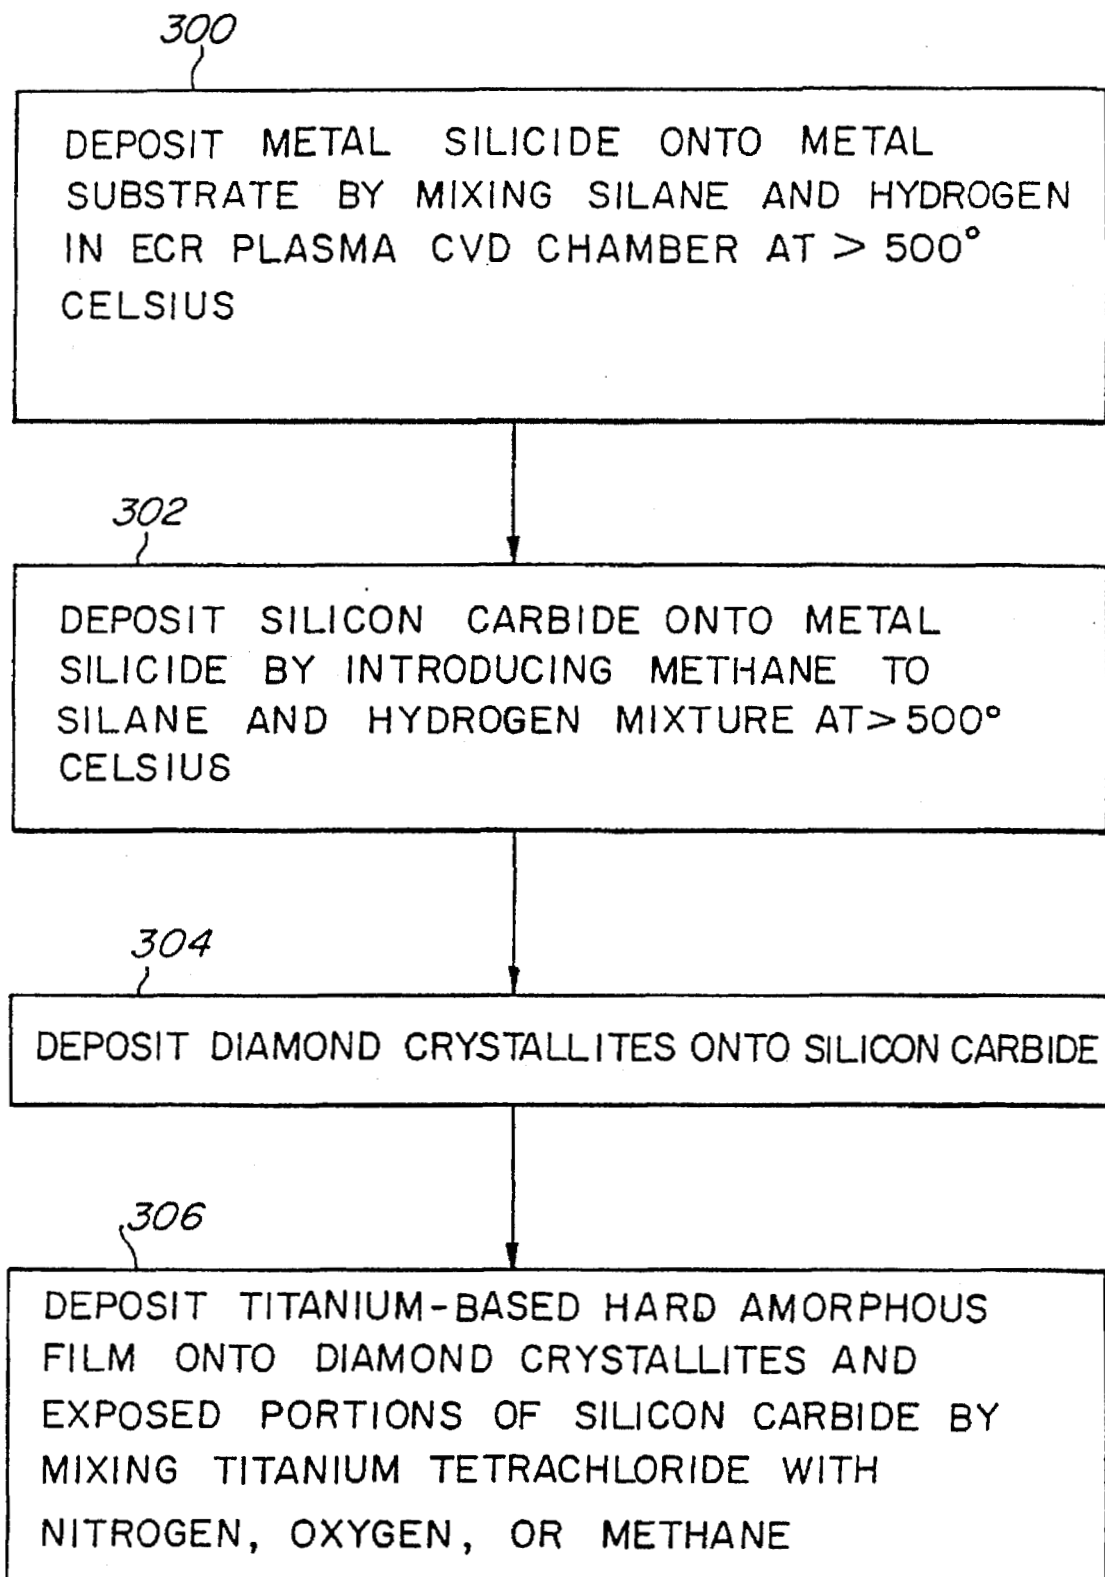 300
DEPOSIT METAL SILICIDE ONTO METAL
SUBSTRATE BY MIXING SILANE AND HYDROGEN
IN ECR PLASMA CVD CHAMBER AT > 500°
CELSIUS
302
DEPOSIT SILICON CARBIDE ONTO METAL
SILICIDE BY INTRODUCING METHANE TO
SILANE AND HYDROGEN MIXTURE AT > 500°
CELSIUS
304
DEPOSIT DIAMOND CRYSTALLITES ONTO SILICON CARBIDE
306
DEPOSIT TITANIUM-BASED HARD AMORPHOUS
FILM ONTO DIAMOND CRYSTALLITES AND
EXPOSED PORTIONS OF SILICON CARBIDE BY
MIXING TITANIUM TETRACHLORIDE WITH
NITROGEN, OXYGEN, OR METHANE